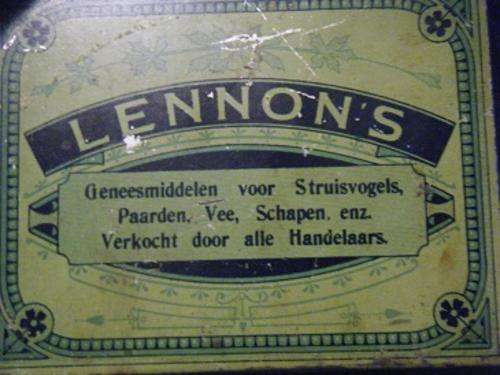 LENNON'S
Geneesmiddelen voor Struisvogels,
Paarden, Vee, Schapen, enz.
Verkocht door alle Handelaars.